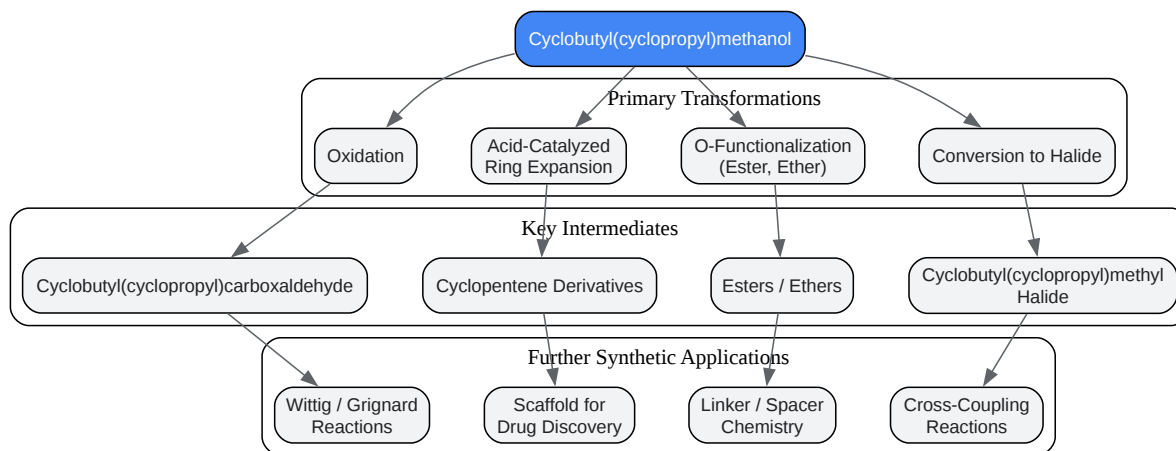 Cyclobutyl(cyclopropyl)methanol
Primary Transformations
Oxidation
Acid-Catalyzed
Ring Expansion
O-Functionalization
(Ester, Ether)
Conversion to Halide
Key Intermediates
Cyclobutyl(cyclopropyl)carboxaldehyde
Cyclopentene Derivatives
Esters / Ethers
Cyclobutyl(cyclopropyl)methyl
Halide
Further Synthetic Applications
Wittig / Grignard
Reactions
Scaffold for
Drug Discovery
Linker / Spacer
Chemistry
Cross-Coupling
Reactions